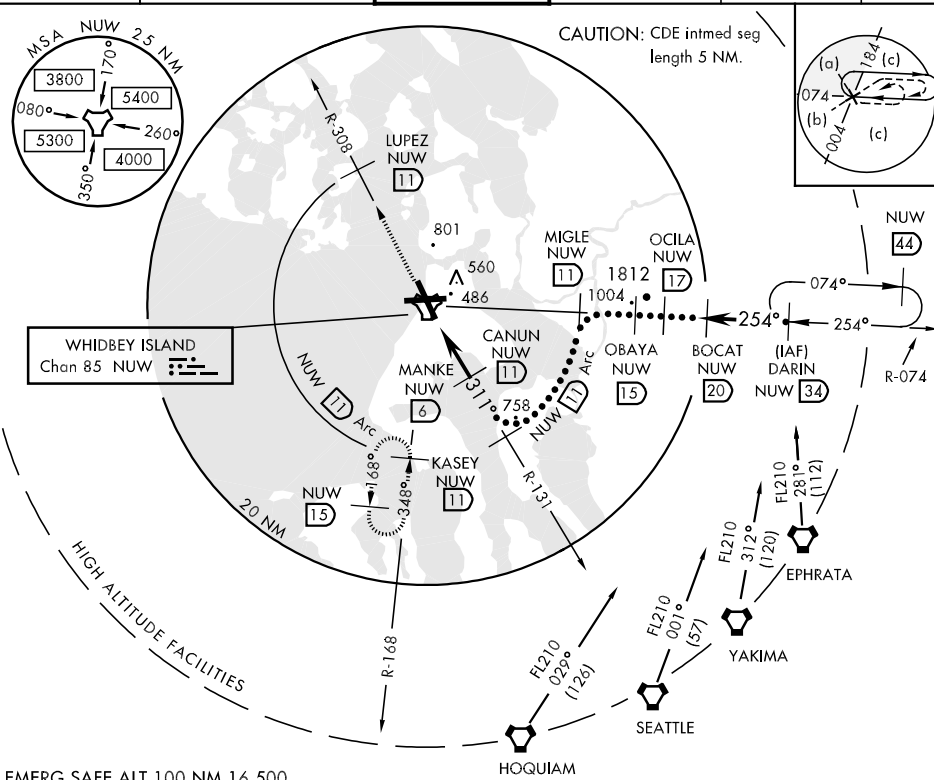 MSA NUW 25 NM
170°
3800
5400
080°
260°
5300
4000
350°
CAUTION: CDE intmed seg
length 5 NM.
(a)
184
(c)
074
(b)
004
(c)
R-308
LUPEZ
NUW
11
801
560
486
MIGLE
NUW
11
1812
1004
OCILA
NUW
17
NUW
44
074°
254°
254°
R-074
OBAYA
NUW
15
BOCAT
NUW
20
(IAF)
DARIN
NUW 34
WHIDBEY ISLAND
Chan 85 NUW
CANUN
NUW
11
MANKE
NUW
6
311°
758
NUW 11 Arc
NUW 11 Arc
168°
348°
KASEY
NUW
11
NUW
15
R-131
20 NM
R-168
HIGH ALTITUDE FACILITIES
FL210
281°
(112)
EPHRATA
FL210
312°
(120)
YAKIMA
FL210
001°
(57)
SEATTLE
FL210
029°
(126)
HOQUIAM
EMERG SAFE ALT 100 NM 16,500